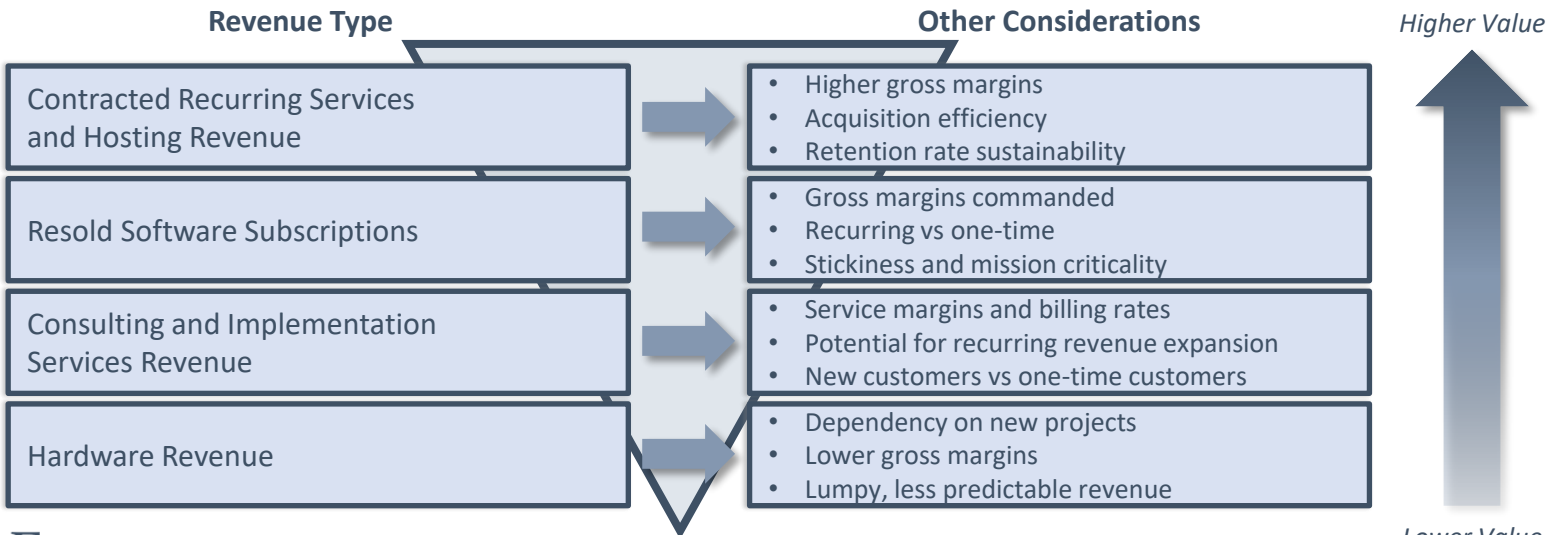 Revenue Type
Other Considerations
Higher Value
Contracted Recurring Services
and Hosting Revenue
• Higher gross margins
• Acquisition efficiency
• Retention rate sustainability
Resold Software Subscriptions
• Gross margins commanded
• Recurring vs one-time
• Stickiness and mission criticality
Consulting and Implementation
Services Revenue
• Service margins and billing rates
• Potential for recurring revenue expansion
• New customers vs one-time customers
Hardware Revenue
• Dependency on new projects
• Lower gross margins
• Lumpy, less predictable revenue
Lower Value